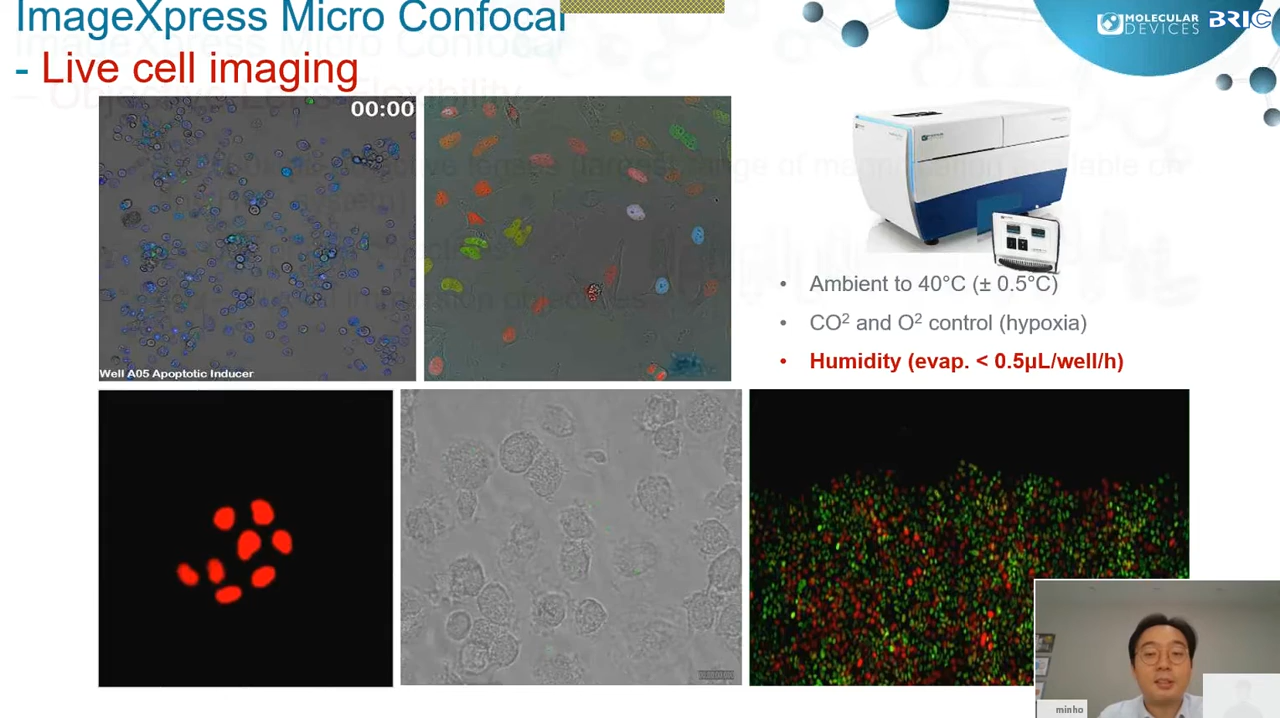 ImageXpress Micro Confocal
- Live cell imaging
MOLECULAR
DEVICES
BRIC
00:00
Well A05 Apoptotic Inducer
• Ambient to 40°C (± 0.5°C)
• CO² and O² control (hypoxia)
• Humidity (evap. < 0.5µL/well/h)
minho